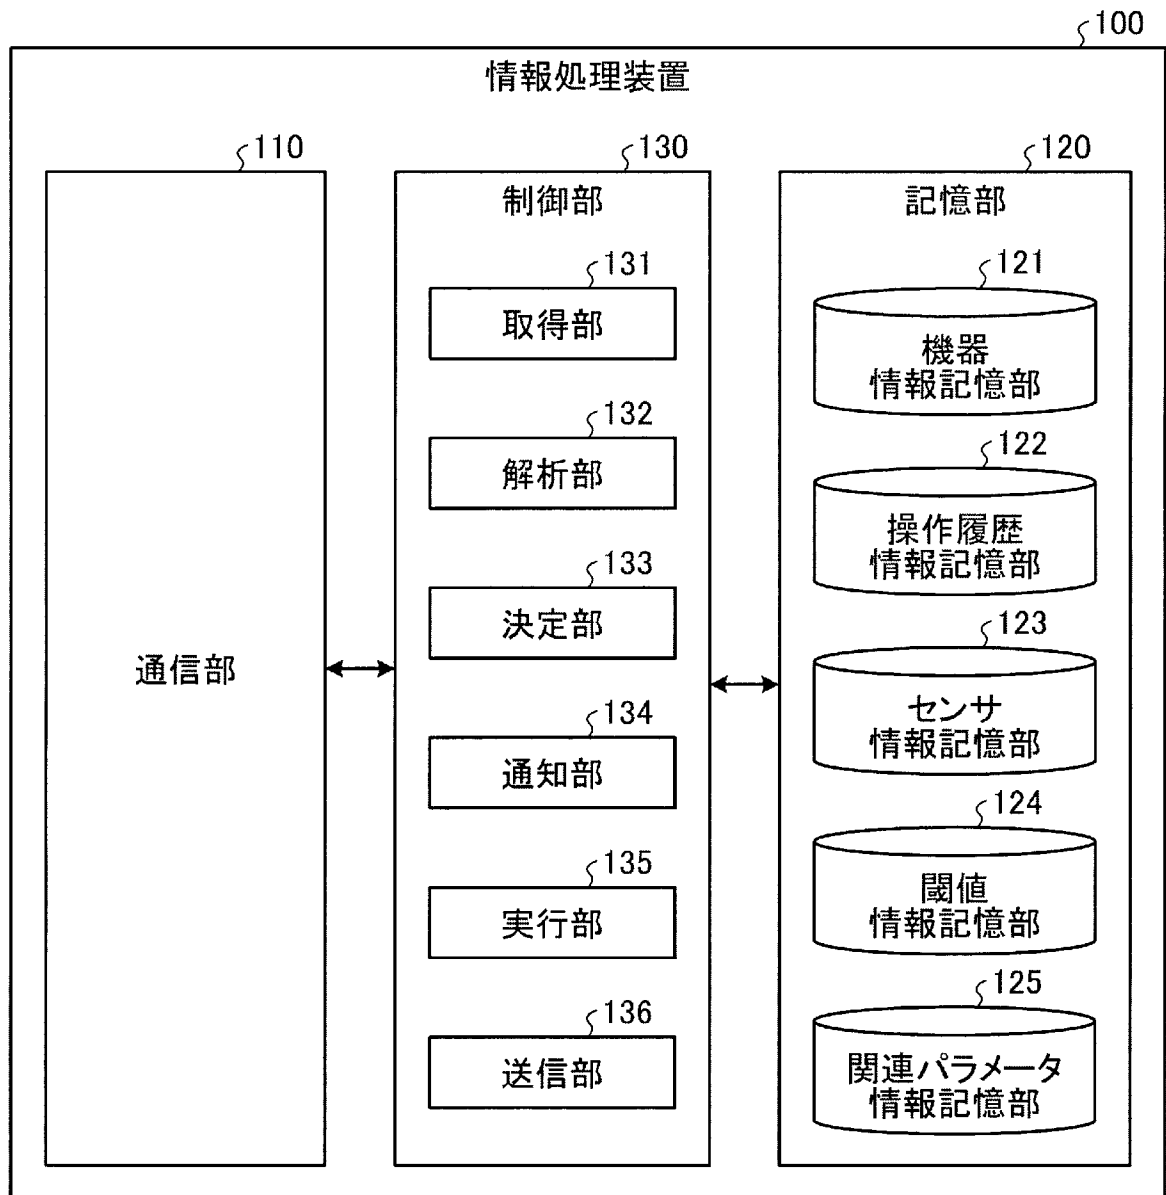 100
情報処理装置
110
通信部
130
制御部
131
取得部
132
解析部
133
決定部
134
通知部
135
実行部
136
送信部
120
記憶部
121
機器
情報記憶部
122
操作履歴
情報記憶部
123
センサ
情報記憶部
124
閾値
情報記憶部
125
関連パラメータ
情報記憶部